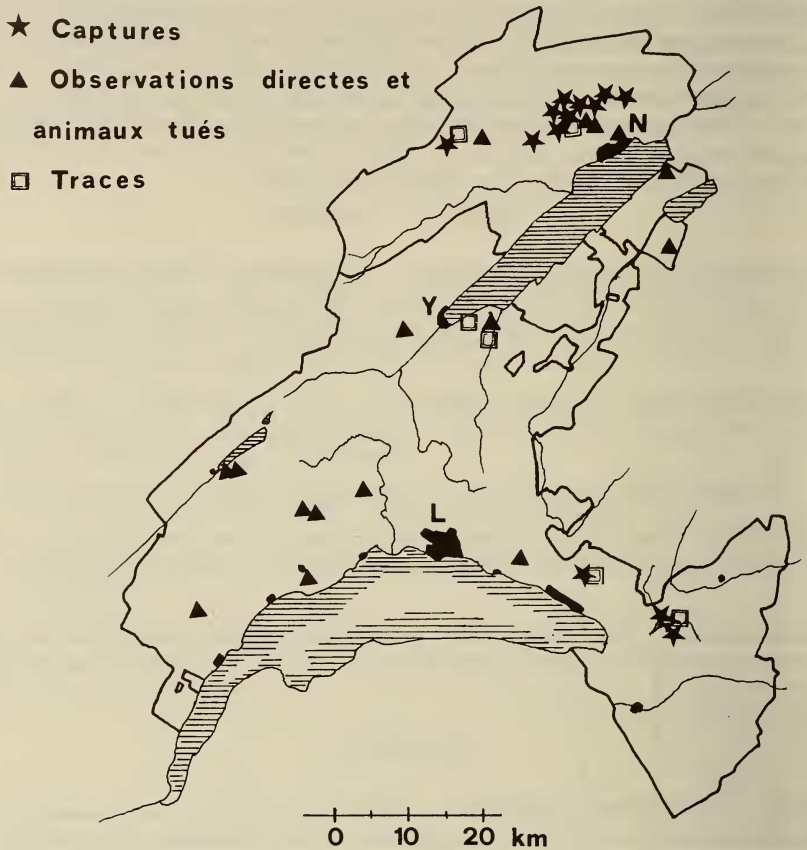 Captures
Observations directes et
animaux tués
Traces
N
Y
L
0 10 20 km